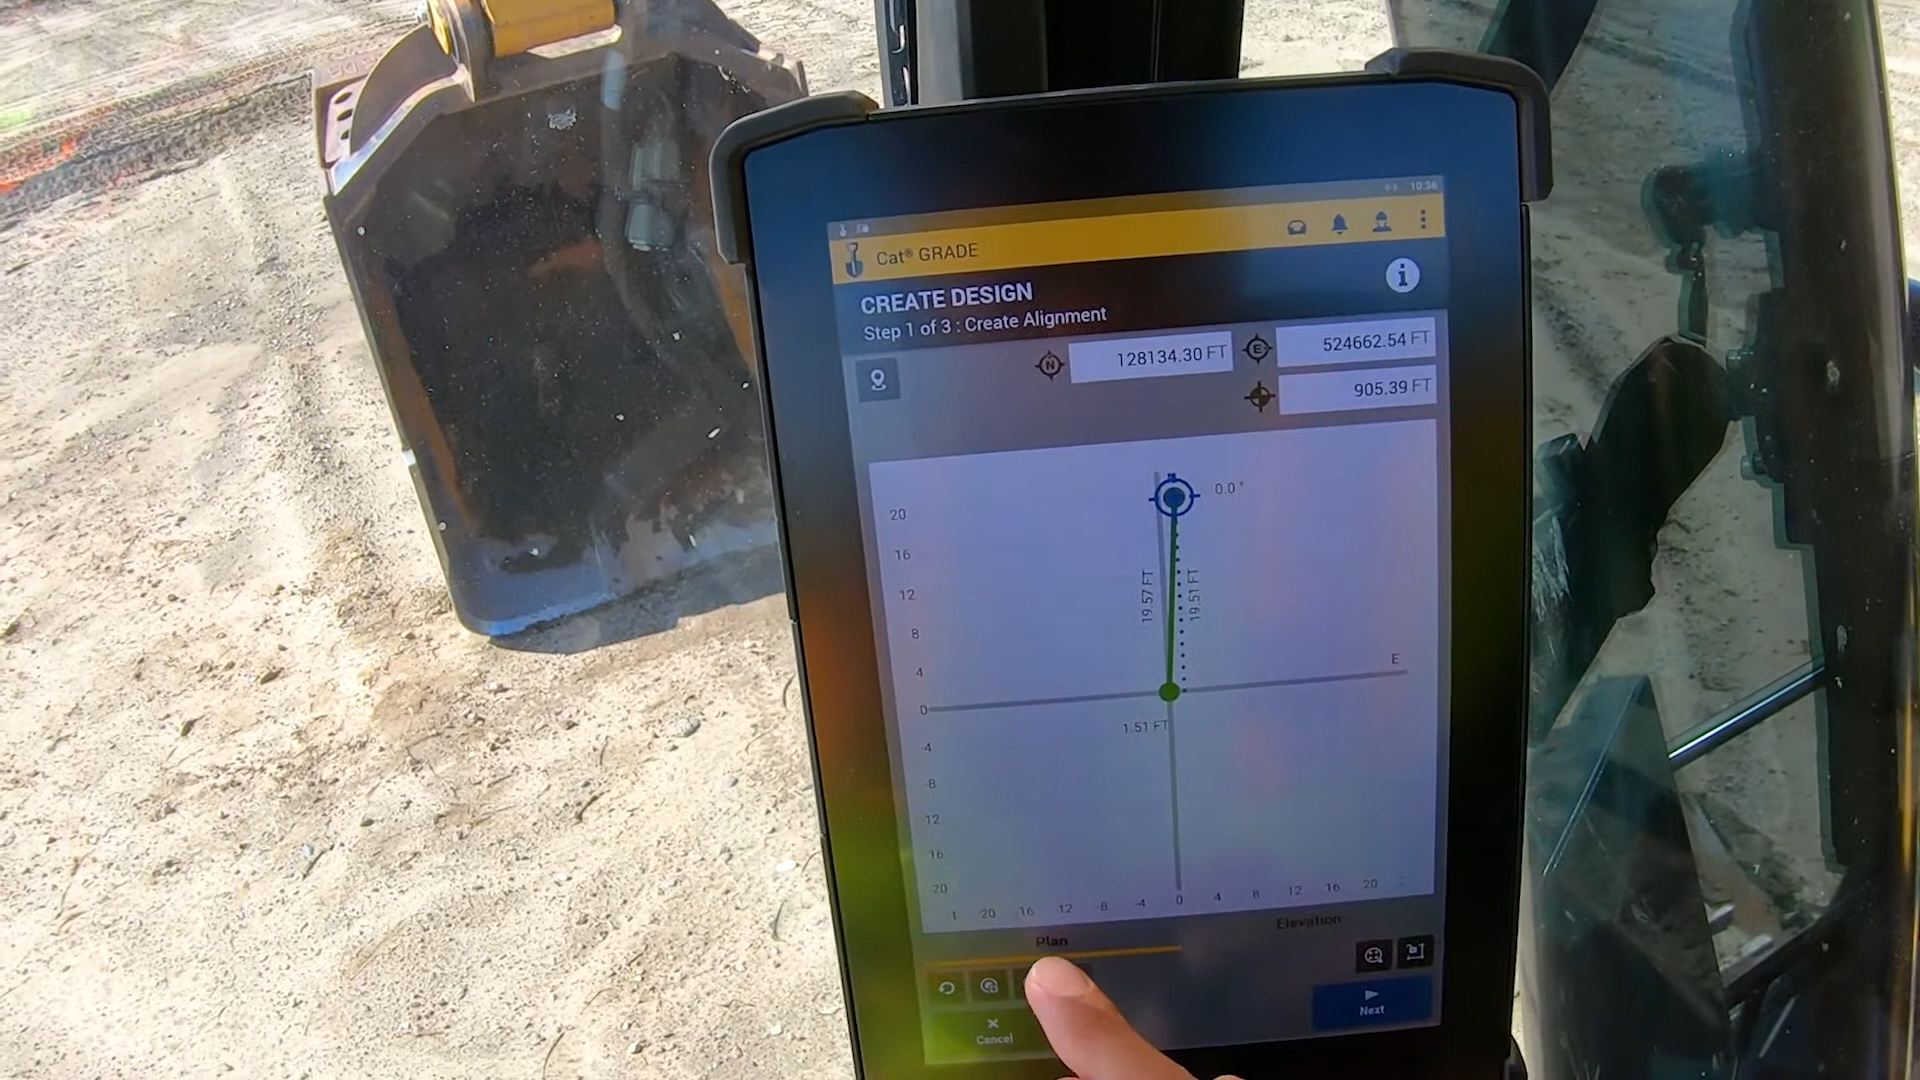 10:36
Cat® GRADE
CREATE DESIGN
Step 1 of 3 : Create Alignment
N
128134.30 FT
E
524662.54 FT
905.39 FT
N
0.0 °
20
16
12
8
4
0
-4
-8
-12
-16
-20
19.57 FT
19.51 FT
E
1.51 FT
20 16 -12 -8 -4 0 4 8 12 16 20
Plan
Elevation
Cancel
Next